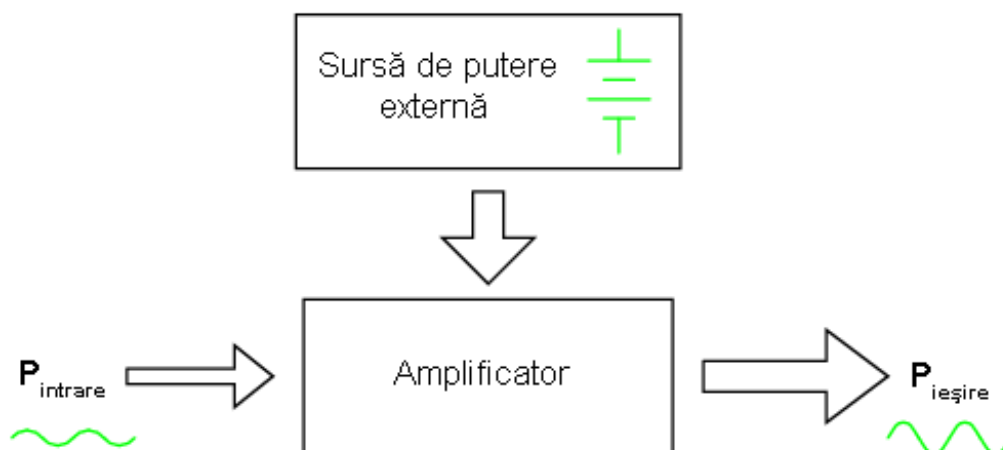 Sursă de putere
externă
Amplificator
Pintrare
Pieşire